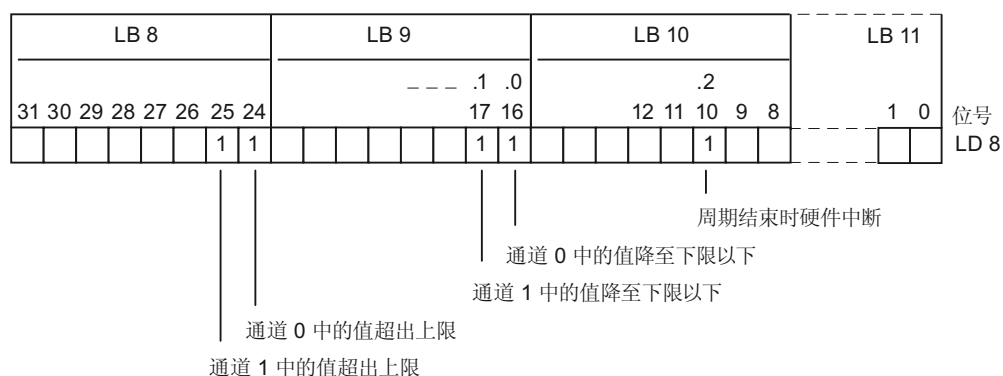 LB 8 LB 9 LB 10 LB 11
.1 .0 .2
31 30 29 28 27 26 25 24 17 16 12 11 10 9 8 1 0 位号
1 1 1 1 1 LD 8
周期结束时硬件中断
通道 0 中的值降至下限以下
通道 1 中的值降至下限以下
通道 0 中的值超出上限
通道 1 中的值超出上限